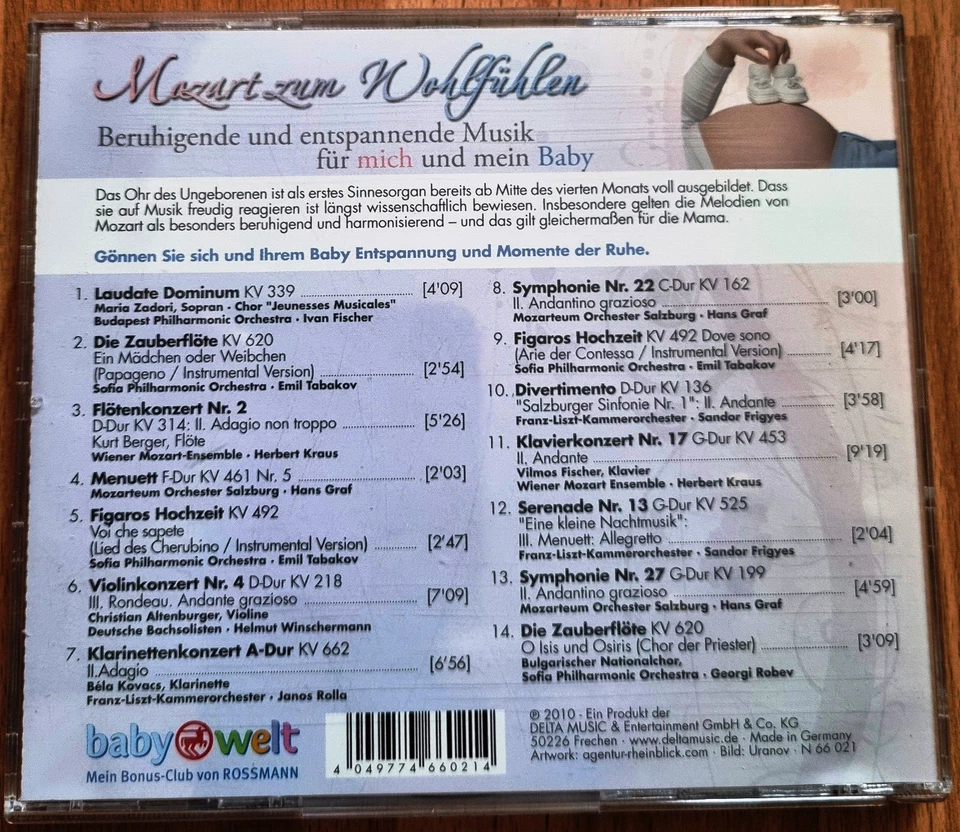 Mozart zum Wohlfühlen
Beruhigende und entspannende Musik
für mich und mein Baby
Das Ohr des Ungeborenen ist als erstes Sinnesorgan bereits ab Mitte des vierten Monats voll ausgebildet. Dass
sie auf Musik freudig reagieren ist längst wissenschaftlich bewiesen. Insbesondere gelten die Melodien von
Mozart als besonders beruhigend und harmonisierend – und das gilt gleichermaßen für die Mama.
Gönnen Sie sich und Ihrem Baby Entspannung und Momente der Ruhe.
1. Laudate Dominum KV 339 [4'09]
Maria Zadori, Sopran · Chor "Jeunesses Musicales"
Budapest Philharmonic Orchestra · Ivan Fischer
2. Die Zauberflöte KV 620
Ein Mädchen oder Weibchen
(Papageno / Instrumental Version) [2'54]
Sofia Philharmonic Orchestra · Emil Tabakov
3. Flötenkonzert Nr. 2
D-Dur KV 314: II. Adagio non troppo [5'26]
Kurt Berger, Flöte
Wiener Mozart-Ensemble · Herbert Kraus
4. Menuett F-Dur KV 461 Nr. 5 [2'03]
Mozarteum Orchester Salzburg · Hans Graf
5. Figaros Hochzeit KV 492
Voi che sapete
(Lied des Cherubino / Instrumental Version) [2'47]
Sofia Philharmonic Orchestra · Emil Tabakov
6. Violinkonzert Nr. 4 D-Dur KV 218
III. Rondeau. Andante grazioso [7'09]
Christian Altenburger, Violine
Deutsche Bachsolisten · Helmut Winschermann
7. Klarinettenkonzert A-Dur KV 662
II.Adagio [6'56]
Béla Kovacs, Klarinette
Franz-Liszt-Kammerorchester · Janos Rolla
8. Symphonie Nr. 22 C-Dur KV 162
II. Andantino grazioso [3'00]
Mozarteum Orchester Salzburg · Hans Graf
9. Figaros Hochzeit KV 492 Dove sono
(Arie der Contessa / Instrumental Version) [4'17]
Sofia Philharmonic Orchestra · Emil Tabakov
10. Divertimento D-Dur KV 136
"Salzburger Sinfonie Nr. 1": II. Andante [3'58]
Franz-Liszt-Kammerorchester · Sandor Frigyes
11. Klavierkonzert Nr. 17 G-Dur KV 453
II. Andante [9'19]
Vilmos Fischer, Klavier
Wiener Mozart Ensemble · Herbert Kraus
12. Serenade Nr. 13 G-Dur KV 525
"Eine kleine Nachtmusik":
III. Menuett: Allegretto [2'04]
Franz-Liszt-Kammerorchester · Sandor Frigyes
13. Symphonie Nr. 27 G-Dur KV 199
II. Andantino grazioso [4'59]
Mozarteum Orchester Salzburg · Hans Graf
14. Die Zauberflöte KV 620
O Isis und Osiris (Chor der Priester) [3'09]
Bulgarischer Nationalchor,
Sofia Philharmonic Orchestra · Georgi Robev
baby welt
Mein Bonus-Club von ROSSMANN
4 049774 660214
℗ 2010 · Ein Produkt der
DELTA MUSIC & Entertainment GmbH & Co. KG
50226 Frechen · www.deltamusic.de · Made in Germany
Artwork: agentur-rheinblick.com · Bild: Uranov · N 66 021